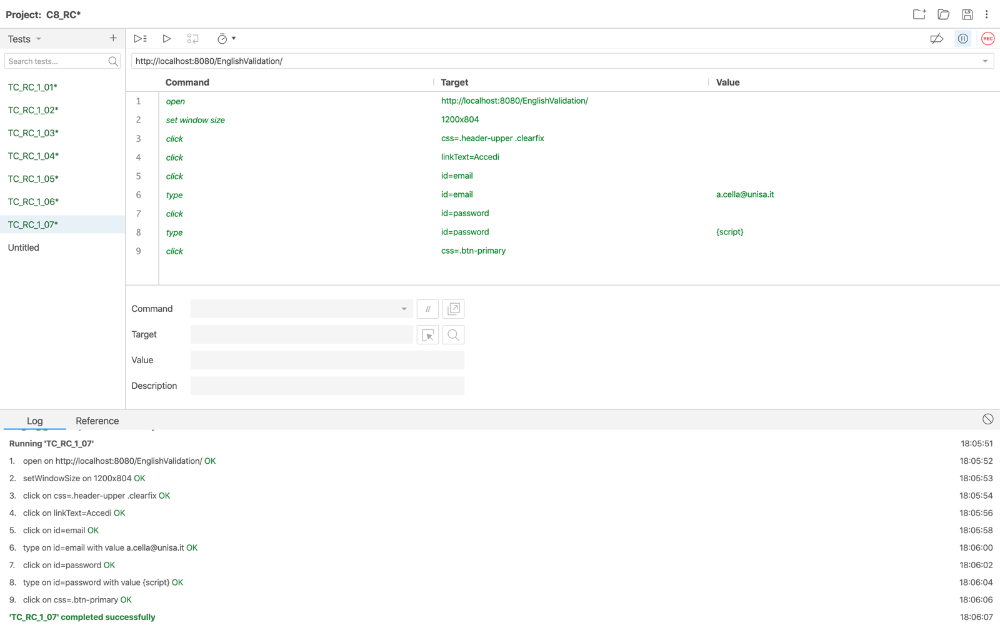 Project: C8_RC*
Tests
Search tests...
TC_RC_1_01*
TC_RC_1_02*
TC_RC_1_03*
TC_RC_1_04*
TC_RC_1_05*
TC_RC_1_06*
TC_RC_1_07*
Untitled
REC
http://localhost:8080/EnglishValidation/
Command Target Value
1 open http://localhost:8080/EnglishValidation/
2 set window size 1200x804
3 click css=.header-upper .clearfix
4 click linkText=Accedi
5 click id=email
6 type id=email a.cella@unisa.it
7 click id=password
8 type id=password {script}
9 click css=.btn-primary
Command //
Target
Value
Description
Log Reference
Running 'TC_RC_1_07' 18:05:51
1. open on http://localhost:8080/EnglishValidation/ OK 18:05:52
2. setWindowSize on 1200x804 OK 18:05:53
3. click on css=.header-upper .clearfix OK 18:05:54
4. click on linkText=Accedi OK 18:05:56
5. click on id=email OK 18:05:58
6. type on id=email with value a.cella@unisa.it OK 18:06:00
7. click on id=password OK 18:06:02
8. type on id=password with value {script} OK 18:06:04
9. click on css=.btn-primary OK 18:06:06
'TC_RC_1_07' completed successfully 18:06:07